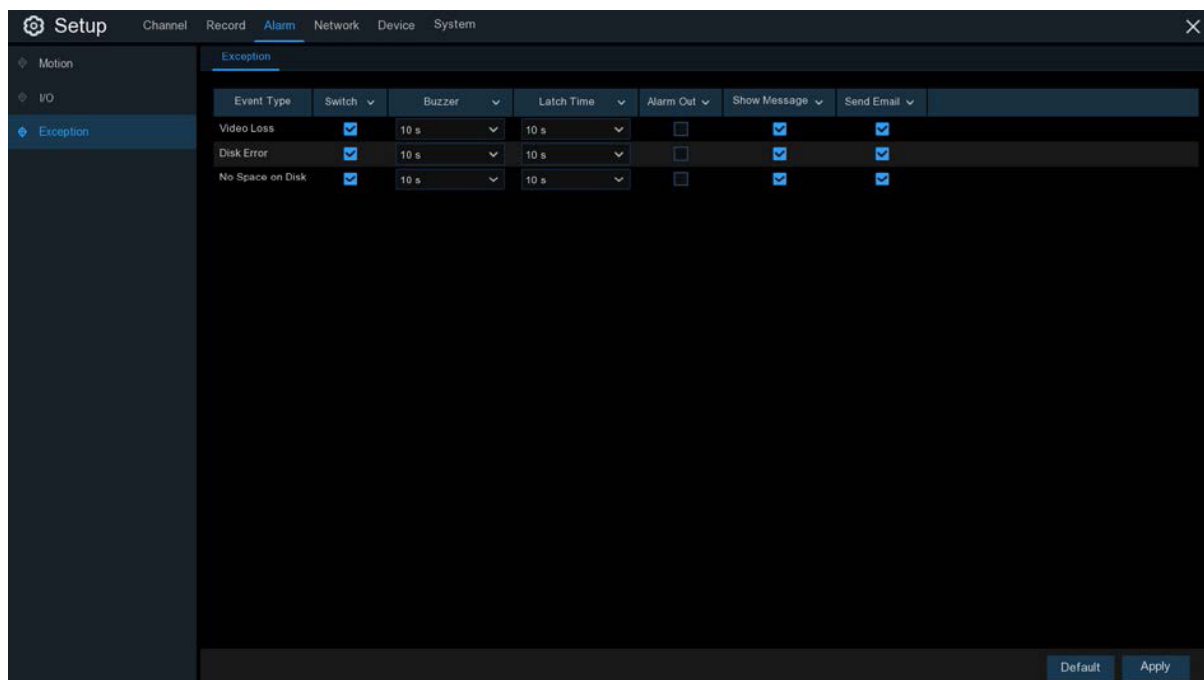 Setup Channel Record Alarm Network Device System
Motion
I/O
Exception
Exception
Event Type Switch Buzzer Latch Time Alarm Out Show Message Send Email
Video Loss 10 s 10 s
Disk Error 10 s 10 s
No Space on Disk 10 s 10 s
Default Apply